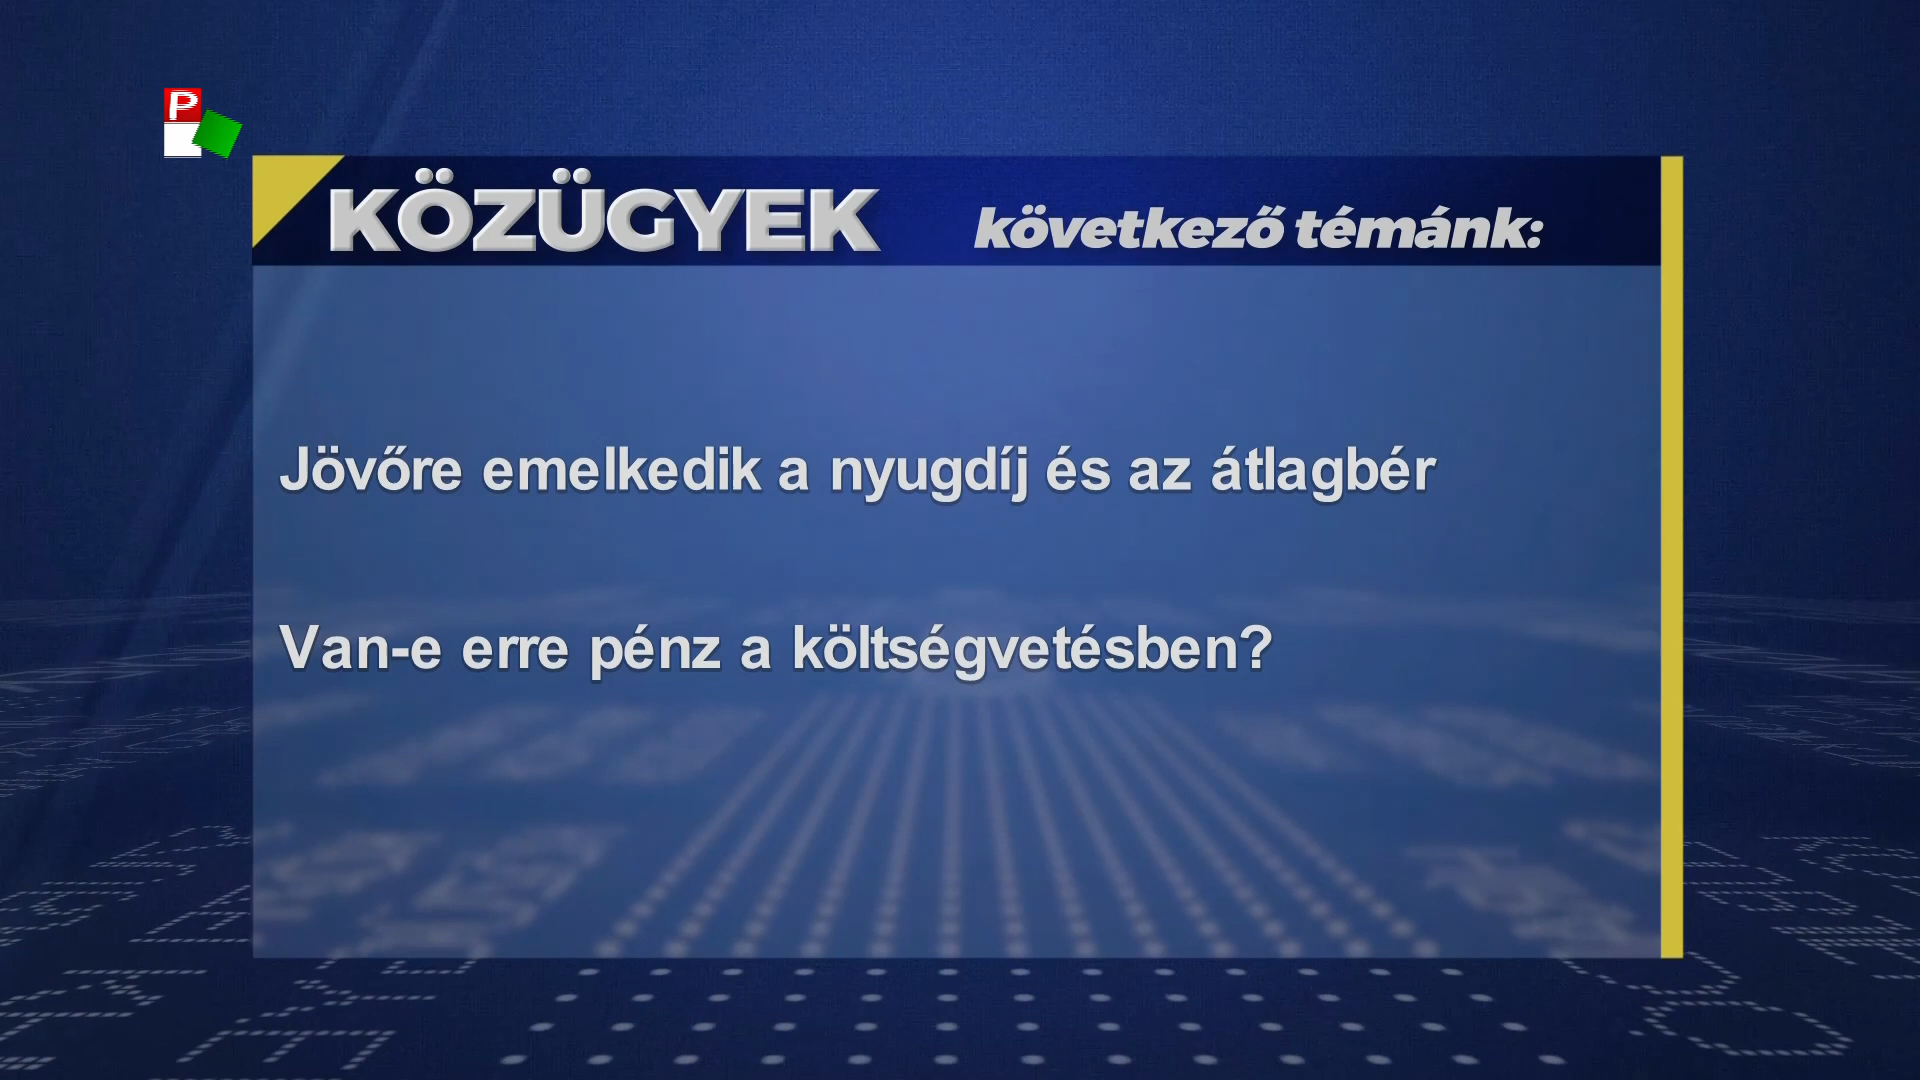 P
KÖZÜGYEK következő témánk:
Jövőre emelkedik a nyugdíj és az átlagbér
Van-e erre pénz a költségvetésben?